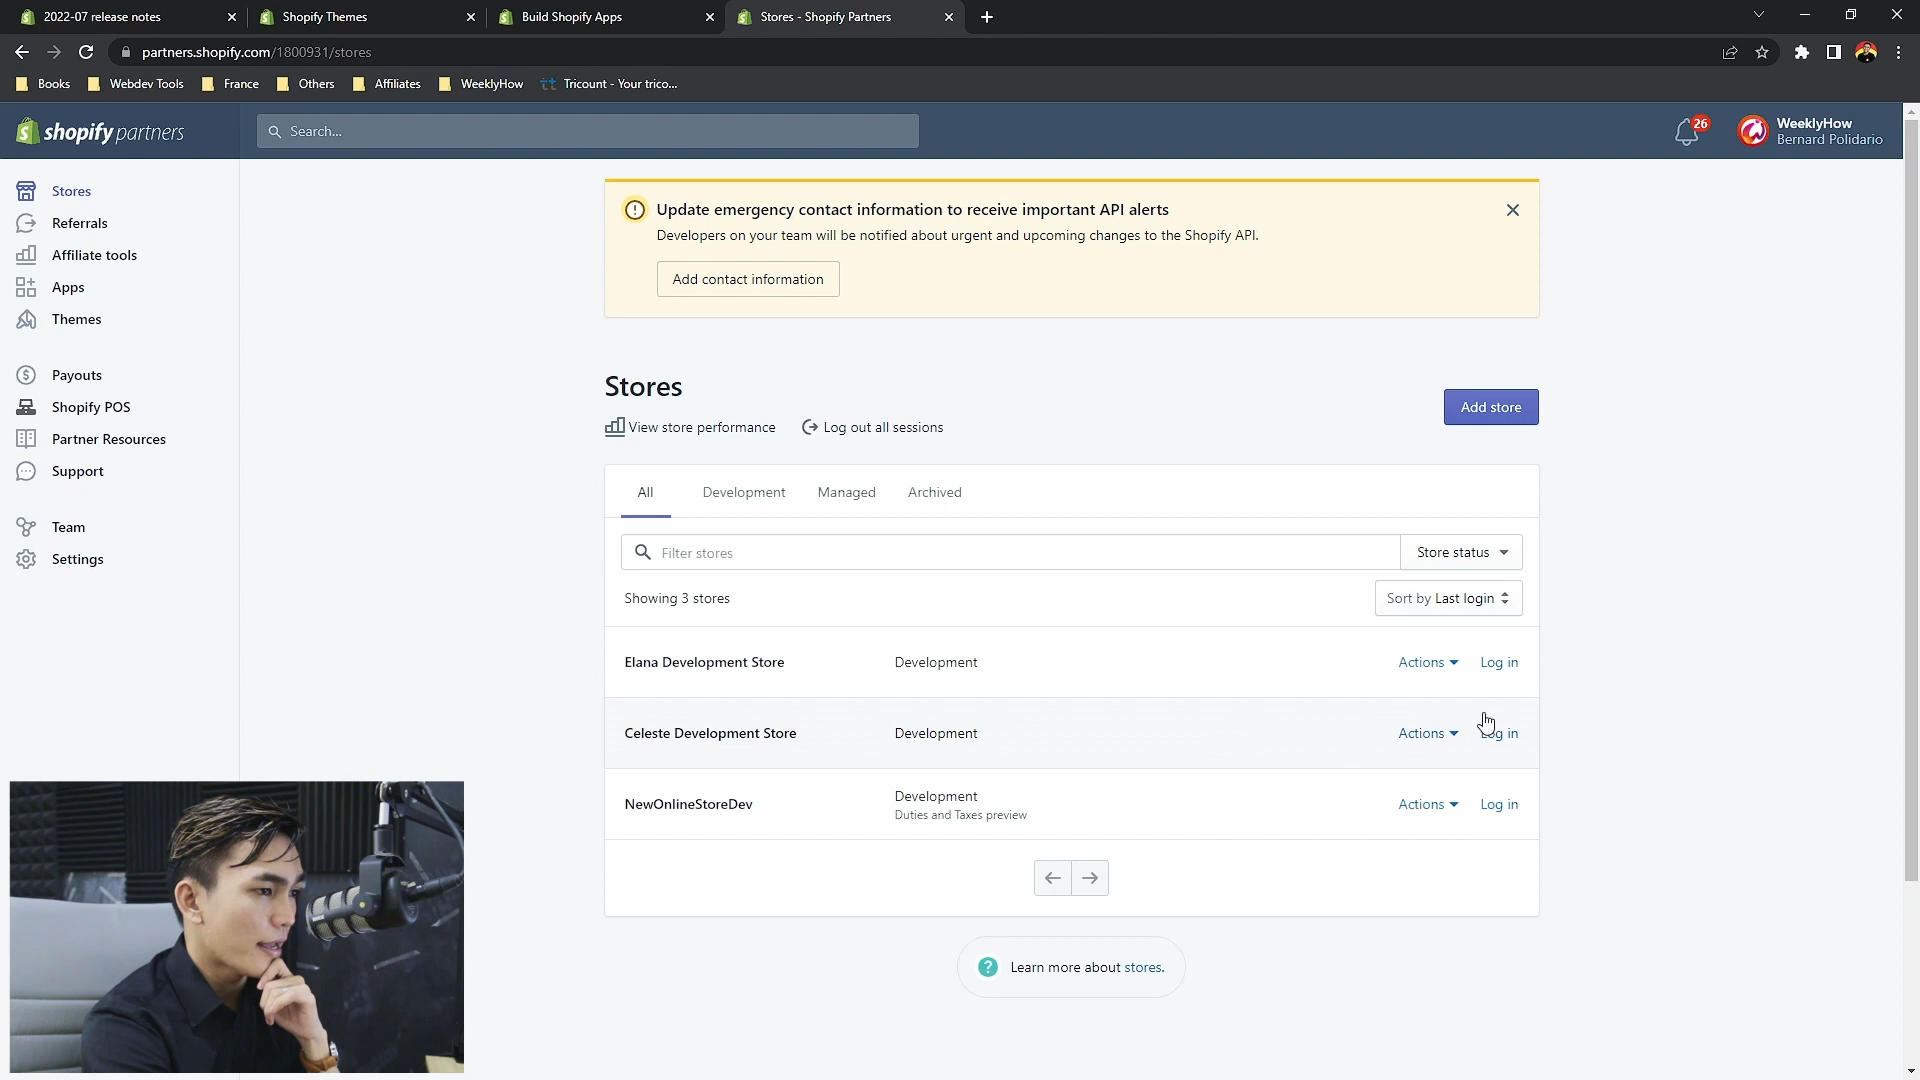 2022-07 release notes
Shopify Themes
Build Shopify Apps
Stores - Shopify Partners
partners.shopify.com/1800931/stores
Books
Webdev Tools
France
Others
Affiliates
WeeklyHow
Tricount - Your trico...
shopify partners
Search...
26
WeeklyHow
Bernard Polidario
Stores
Referrals
Affiliate tools
Apps
Themes
Payouts
Shopify POS
Partner Resources
Support
Team
Settings
Update emergency contact information to receive important API alerts
Developers on your team will be notified about urgent and upcoming changes to the Shopify API.
Add contact information
Stores
View store performance
Log out all sessions
Add store
All
Development
Managed
Archived
Filter stores
Store status
Showing 3 stores
Sort by Last login
Elana Development Store
Development
Actions
Log in
Celeste Development Store
Development
Actions
Log in
NewOnlineStoreDev
Development
Duties and Taxes preview
Actions
Log in
Learn more about stores.